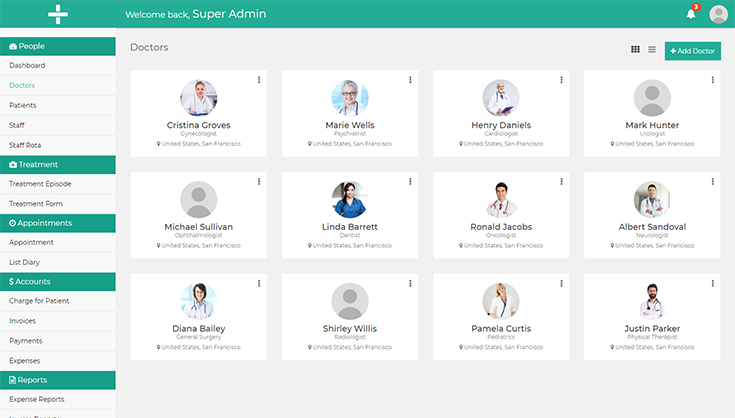 Welcome back, Super Admin
3
People
Dashboard
Doctors
Patients
Staff
Staff Rota
Treatment
Treatment Episode
Treatment Form
Appointments
Appointment
List Diary
$ Accounts
Charge for Patient
Invoices
Payments
Expenses
Reports
Expense Reports
Invoice Reports
Doctors
+ Add Doctor
Cristina Groves
Gynecologist
United States, San Francisco
Marie Wells
Psychiatrist
United States, San Francisco
Henry Daniels
Cardiologist
United States, San Francisco
Mark Hunter
Urologist
United States, San Francisco
Michael Sullivan
Ophthalmologist
United States, San Francisco
Linda Barrett
Dentist
United States, San Francisco
Ronald Jacobs
Oncologist
United States, San Francisco
Albert Sandoval
Neurologist
United States, San Francisco
Diana Bailey
General Surgery
United States, San Francisco
Shirley Willis
Radiologist
United States, San Francisco
Pamela Curtis
Pediatrics
United States, San Francisco
Justin Parker
Physical Therapist
United States, San Francisco